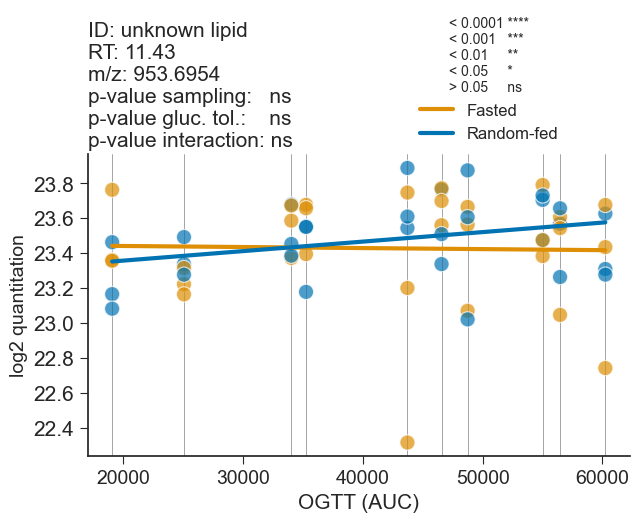 ID: unknown lipid
RT: 11.43
m/z: 953.6954
p-value sampling: ns
p-value gluc. tol.: ns
p-value interaction: ns
< 0.0001 ****
< 0.001 ***
< 0.01 **
< 0.05 *
> 0.05 ns
Fasted
Random-fed
log2 quantitation
23.8
23.6
23.4
23.2
23.0
22.8
22.6
22.4
20000 30000 40000 50000 60000
OGTT (AUC)